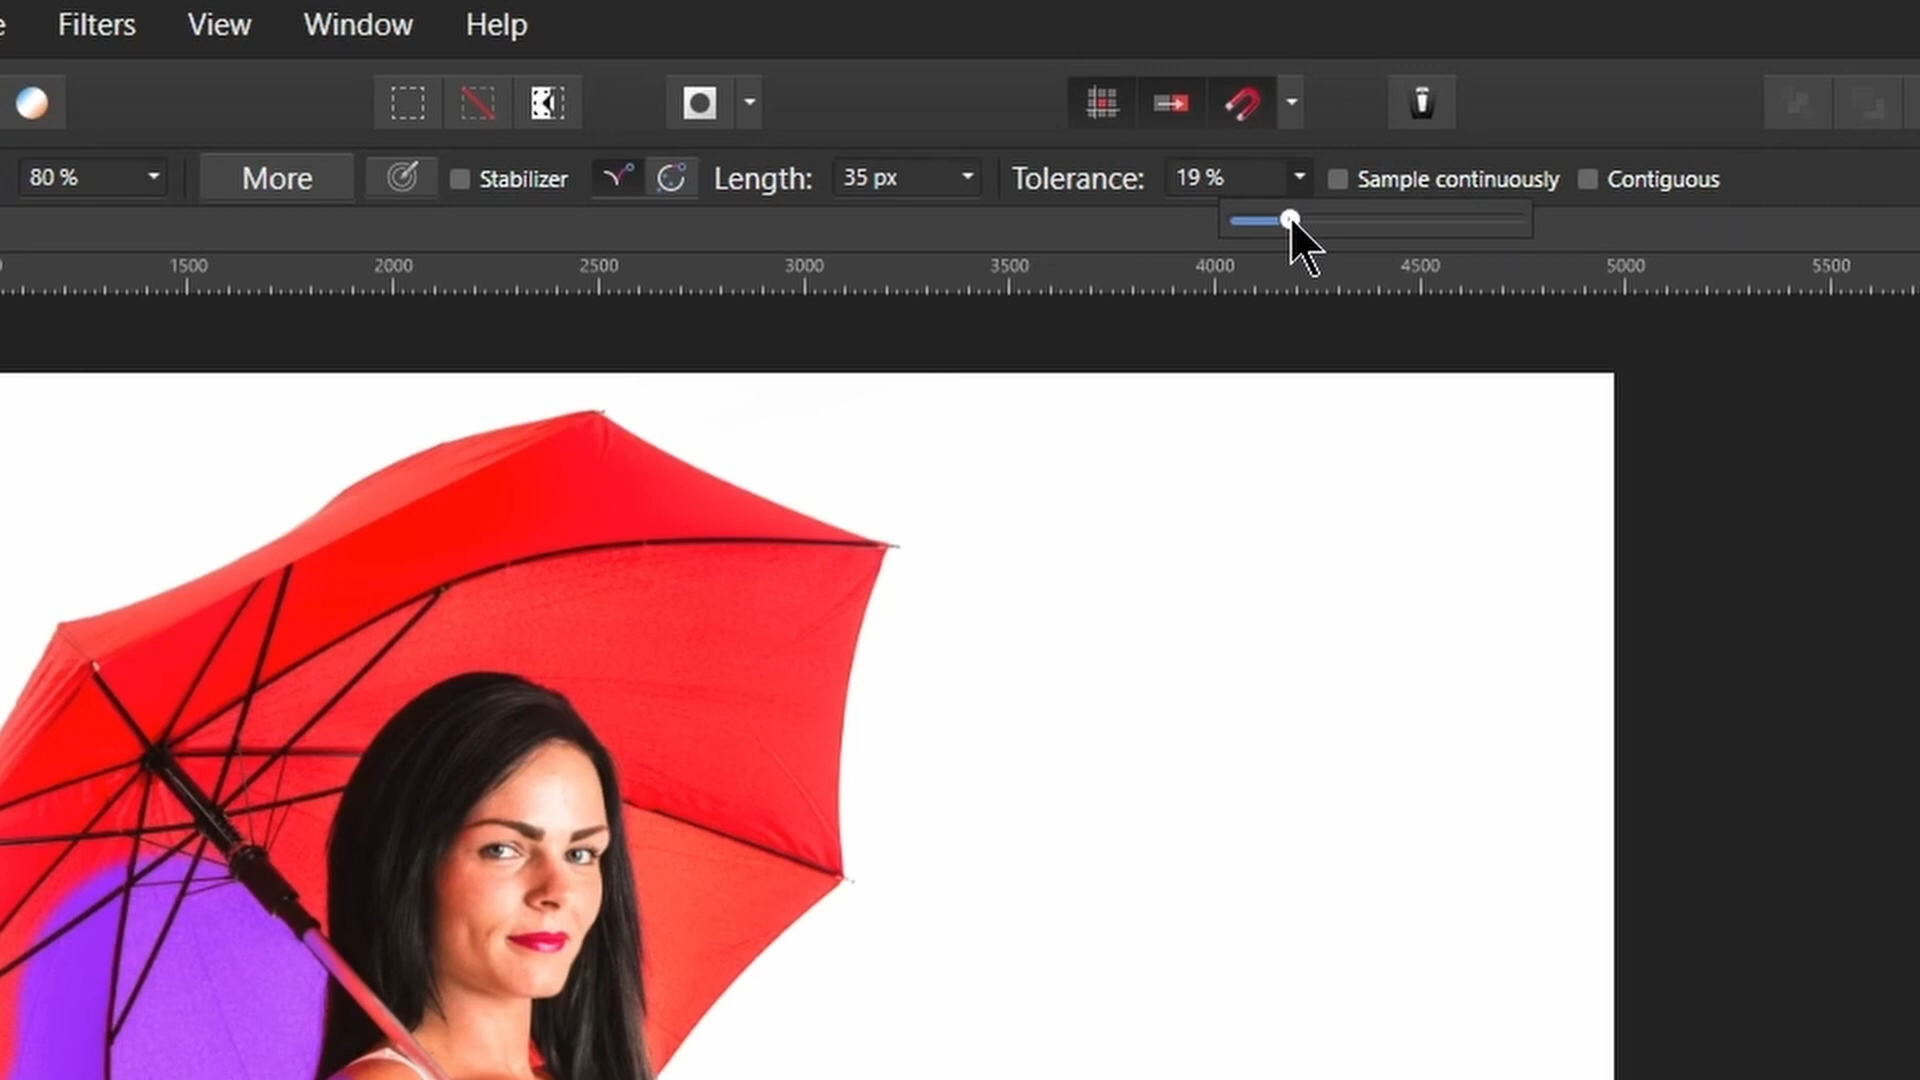 Filters View Window Help
80 % More Stabilizer Length: 35 px Tolerance: 19 % Sample continuously Contiguous
1500 2000 2500 3000 3500 4000 4500 5000 5500